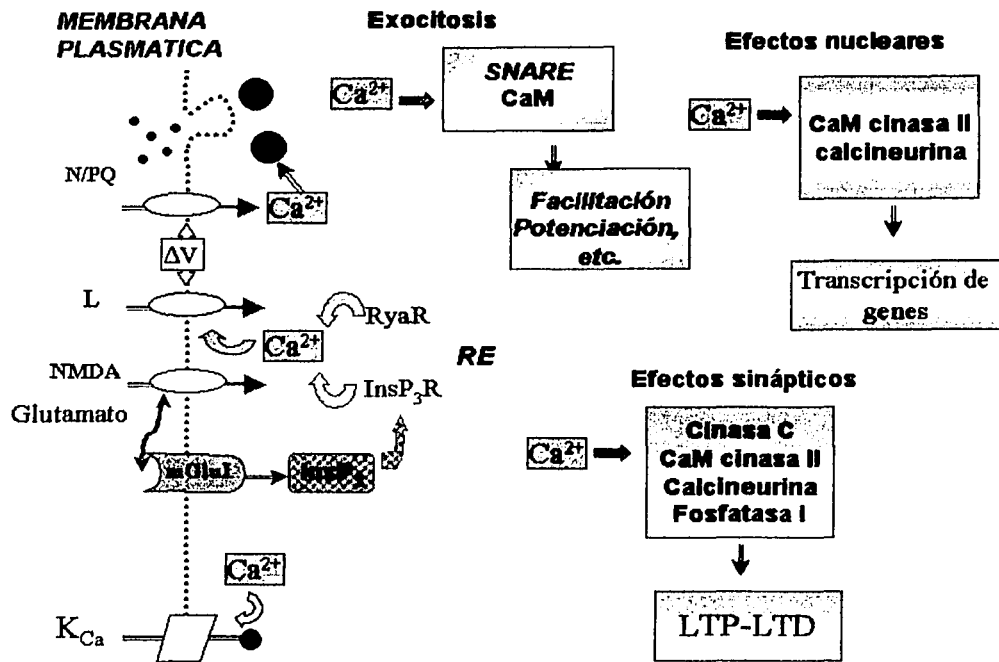 MEMBRANA
PLASMATICA
N/PQ
Ca²⁺
ΔV
L
RyaR
Ca²⁺
NMDA
InsP₃R
Glutamato
mGluI
InsP₃
Ca²⁺
K_Ca
RE
Exocitosis
Ca²⁺
SNARE
CaM
Facilitación
Potenciación,
etc.
Efectos nucleares
Ca²⁺
CaM cinasa II
calcineurina
Transcripción de
genes
Efectos sinápticos
Ca²⁺
Cinasa C
CaM cinasa II
Calcineurina
Fosfatasa I
LTP-LTD